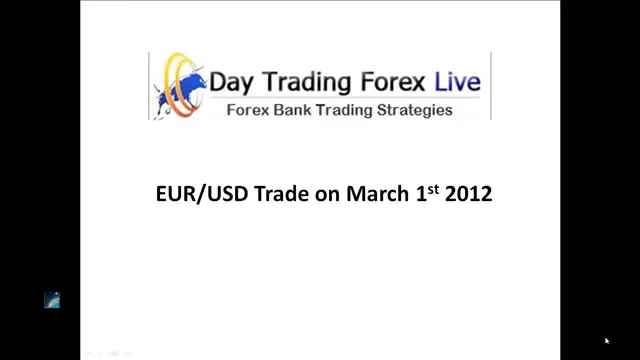 Day Trading Forex Live
Forex Bank Trading Strategies
EUR/USD Trade on March 1st 2012